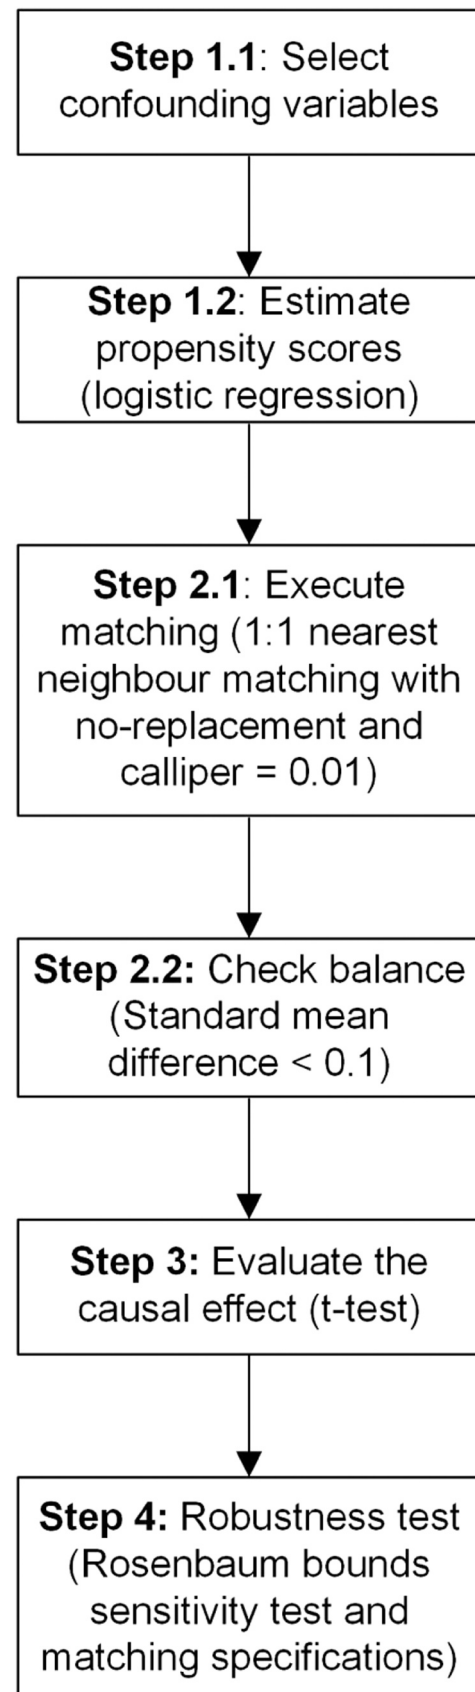 Step 1.1: Select
confounding variables
Step 1.2: Estimate
propensity scores
(logistic regression)
Step 2.1: Execute
matching (1:1 nearest
neighbour matching with
no-replacement and
calliper = 0.01)
Step 2.2: Check balance
(Standard mean
difference < 0.1)
Step 3: Evaluate the
causal effect (t-test)
Step 4: Robustness test
(Rosenbaum bounds
sensitivity test and
matching specifications)